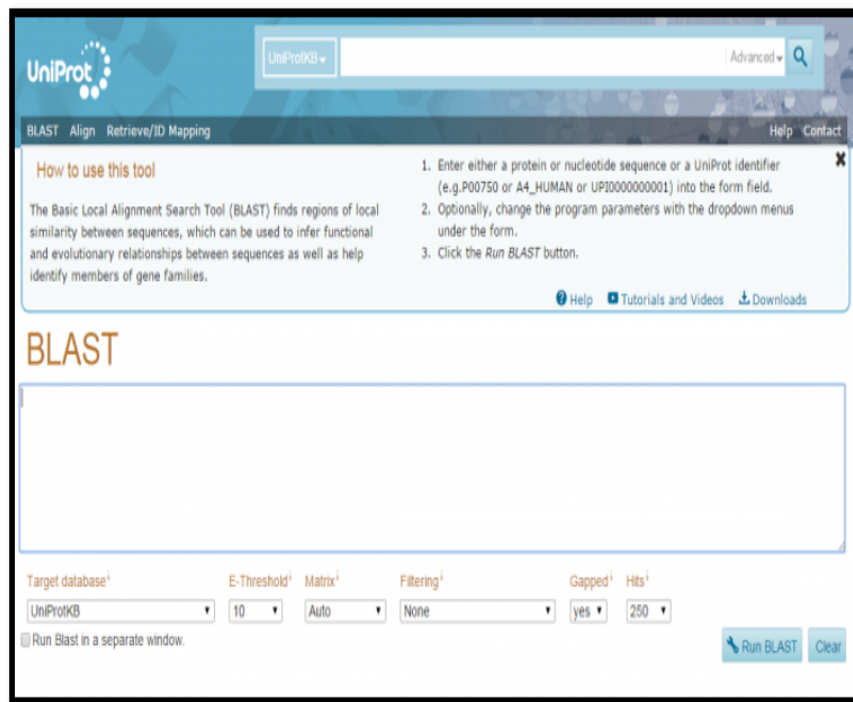 UniProt
UniProtKB
Advanced
BLAST Align Retrieve/ID Mapping
Help Contact
How to use this tool
The Basic Local Alignment Search Tool (BLAST) finds regions of local
similarity between sequences, which can be used to infer functional
and evolutionary relationships between sequences as well as help
identify members of gene families.
1. Enter either a protein or nucleotide sequence or a UniProt identifier
(e.g.P00750 or A4_HUMAN or UPI0000000001) into the form field.
2. Optionally, change the program parameters with the dropdown menus
under the form.
3. Click the Run BLAST button.
Help Tutorials and Videos Downloads
BLAST
Target database i E-Threshold i Matrix i Filtering i Gapped i Hits i
UniProtKB 10 Auto None yes 250
Run Blast in a separate window.
Run BLAST Clear